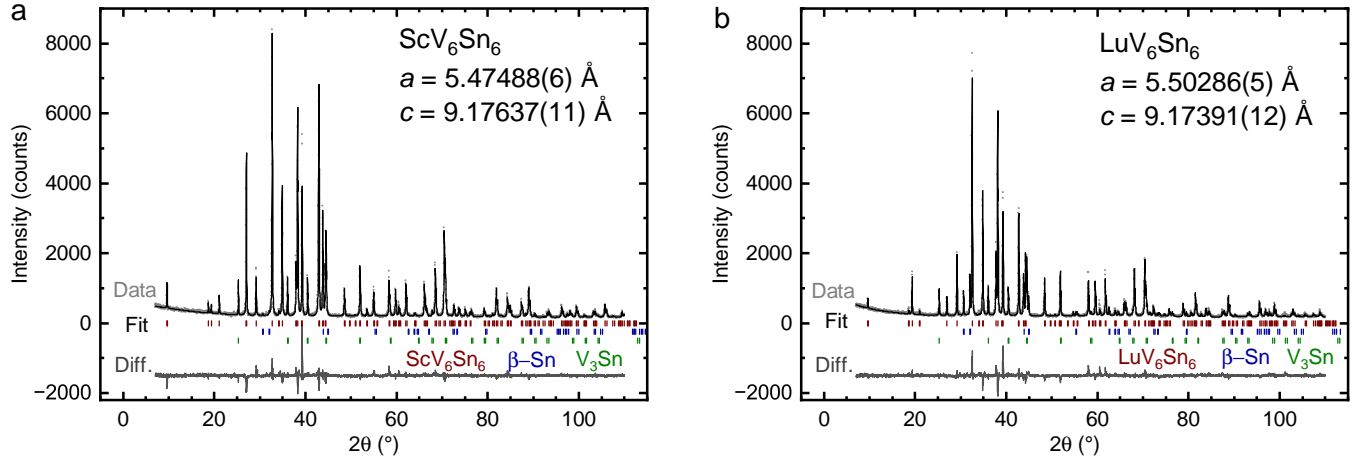 a
ScV₆Sn₆
a = 5.47488(6) Å
c = 9.17637(11) Å
Intensity (counts)
8000
6000
4000
2000
0
−2000
Data
Fit
Diff.
ScV₆Sn₆ β–Sn V₃Sn
0 20 40 60 80 100
2θ (°)
b
LuV₆Sn₆
a = 5.50286(5) Å
c = 9.17391(12) Å
Intensity (counts)
8000
6000
4000
2000
0
−2000
Data
Fit
Diff.
LuV₆Sn₆ β–Sn V₃Sn
0 20 40 60 80 100
2θ (°)